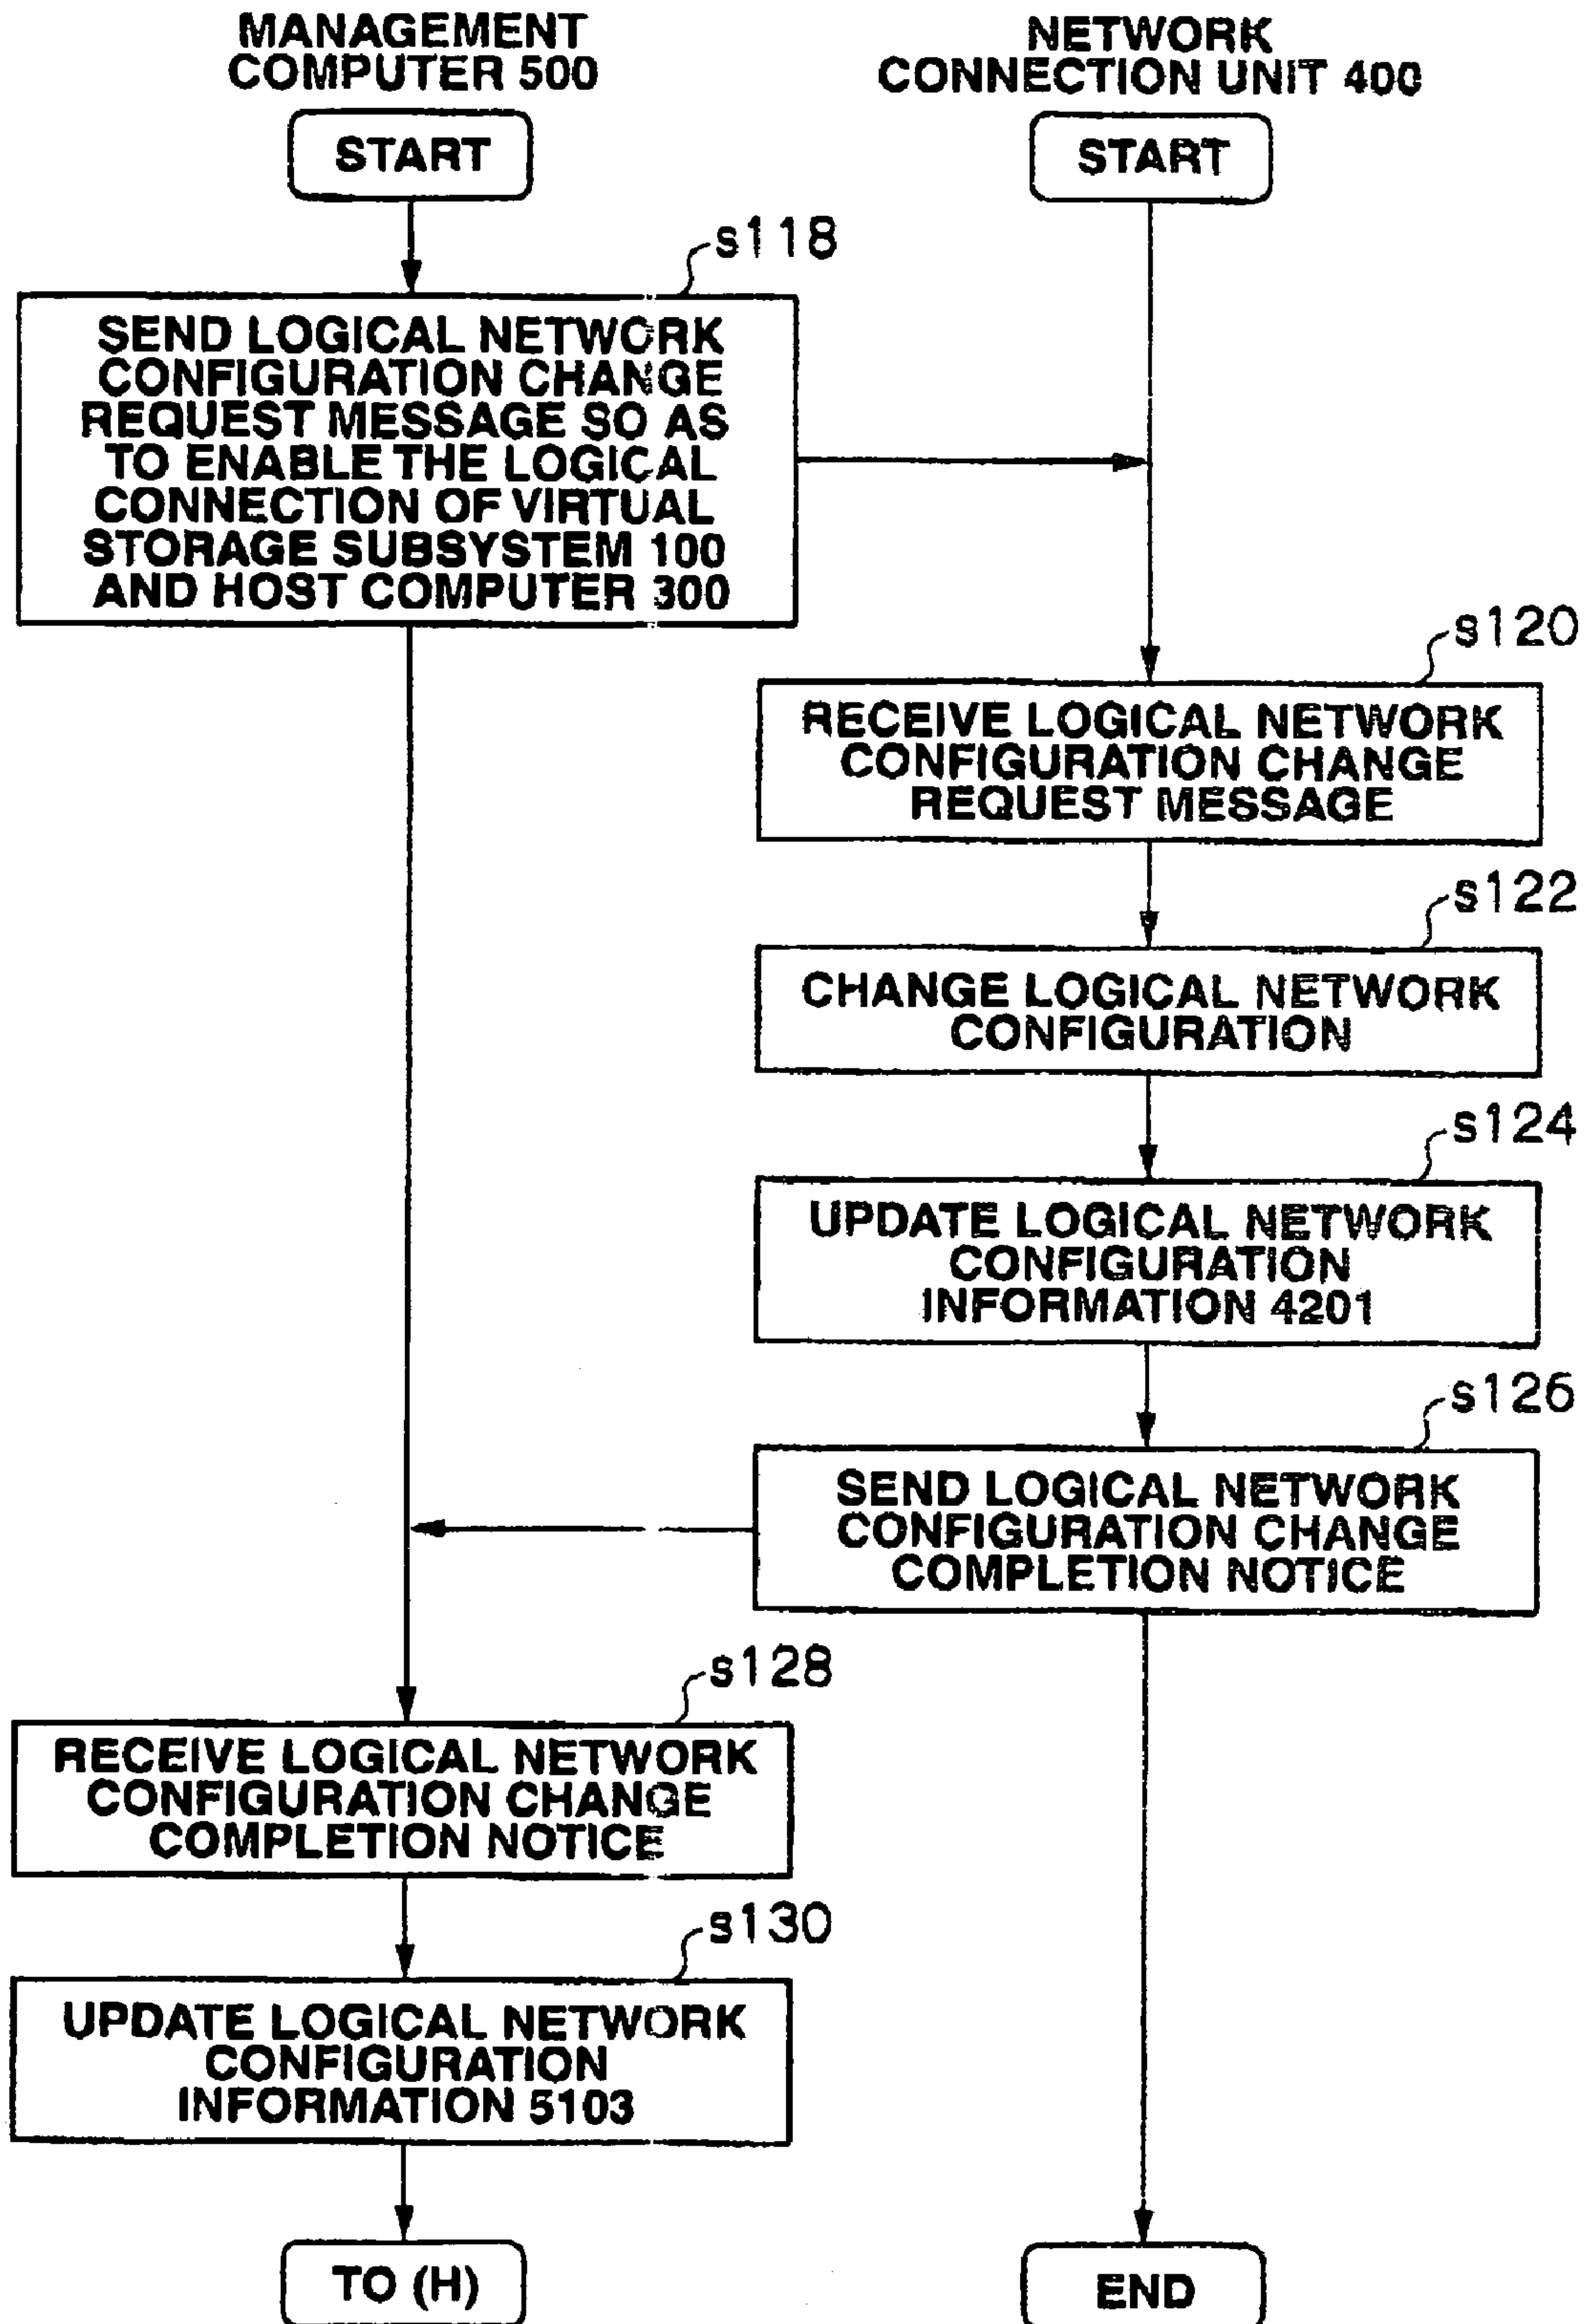 MANAGEMENT
COMPUTER 500
NETWORK
CONNECTION UNIT 400
START
START
s118
SEND LOGICAL NETWORK
CONFIGURATION CHANGE
REQUEST MESSAGE SO AS
TO ENABLE THE LOGICAL
CONNECTION OF VIRTUAL
STORAGE SUBSYSTEM 100
AND HOST COMPUTER 300
s120
RECEIVE LOGICAL NETWORK
CONFIGURATION CHANGE
REQUEST MESSAGE
s122
CHANGE LOGICAL NETWORK
CONFIGURATION
s124
UPDATE LOGICAL NETWORK
CONFIGURATION
INFORMATION 4201
s126
SEND LOGICAL NETWORK
CONFIGURATION CHANGE
COMPLETION NOTICE
s128
RECEIVE LOGICAL NETWORK
CONFIGURATION CHANGE
COMPLETION NOTICE
s130
UPDATE LOGICAL NETWORK
CONFIGURATION
INFORMATION 5103
TO (H)
END